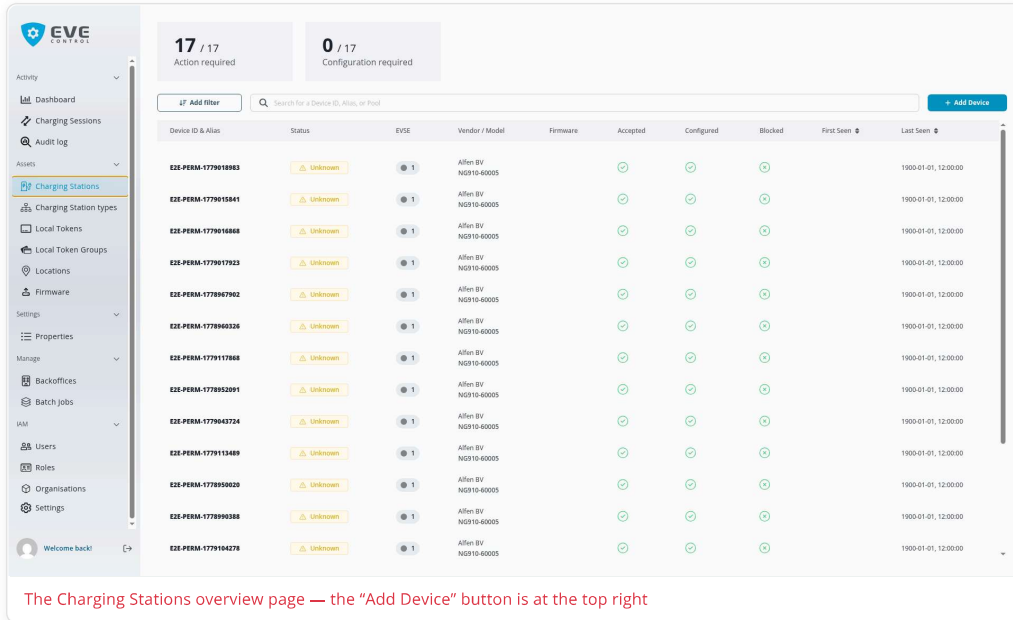 EVE
CONTROL
Activity
Dashboard
Charging Sessions
Audit log
Assets
Charging Stations
Charging Station types
Local Tokens
Local Token Groups
Locations
Firmware
Settings
Properties
Manage
Backoffices
Batch Jobs
IAM
Users
Roles
Organisations
Settings
Welcome back!
17 / 17
Action required
0 / 17
Configuration required
Add filter
Search for a Device ID, Alias, or Pool
+ Add Device
Device ID & Alias Status EVSE Vendor / Model Firmware Accepted Configured Blocked First Seen Last Seen
E2E-PERM-1779018983 Unknown 1 Alfen BV 1900-01-01, 12:00:00
NG910-60005
E2E-PERM-1779015841 Unknown 1 Alfen BV 1900-01-01, 12:00:00
NG910-60005
E2E-PERM-1779016868 Unknown 1 Alfen BV 1900-01-01, 12:00:00
NG910-60005
E2E-PERM-1779017923 Unknown 1 Alfen BV 1900-01-01, 12:00:00
NG910-60005
E2E-PERM-1778967902 Unknown 1 Alfen BV 1900-01-01, 12:00:00
NG910-60005
E2E-PERM-1778960326 Unknown 1 Alfen BV 1900-01-01, 12:00:00
NG910-60005
E2E-PERM-1779117868 Unknown 1 Alfen BV 1900-01-01, 12:00:00
NG910-60005
E2E-PERM-1778952091 Unknown 1 Alfen BV 1900-01-01, 12:00:00
NG910-60005
E2E-PERM-1779043724 Unknown 1 Alfen BV 1900-01-01, 12:00:00
NG910-60005
E2E-PERM-1779113489 Unknown 1 Alfen BV 1900-01-01, 12:00:00
NG910-60005
E2E-PERM-1778950020 Unknown 1 Alfen BV 1900-01-01, 12:00:00
NG910-60005
E2E-PERM-1778990388 Unknown 1 Alfen BV 1900-01-01, 12:00:00
NG910-60005
E2E-PERM-1779104278 Unknown 1 Alfen BV 1900-01-01, 12:00:00
NG910-60005
The Charging Stations overview page — the “Add Device” button is at the top right